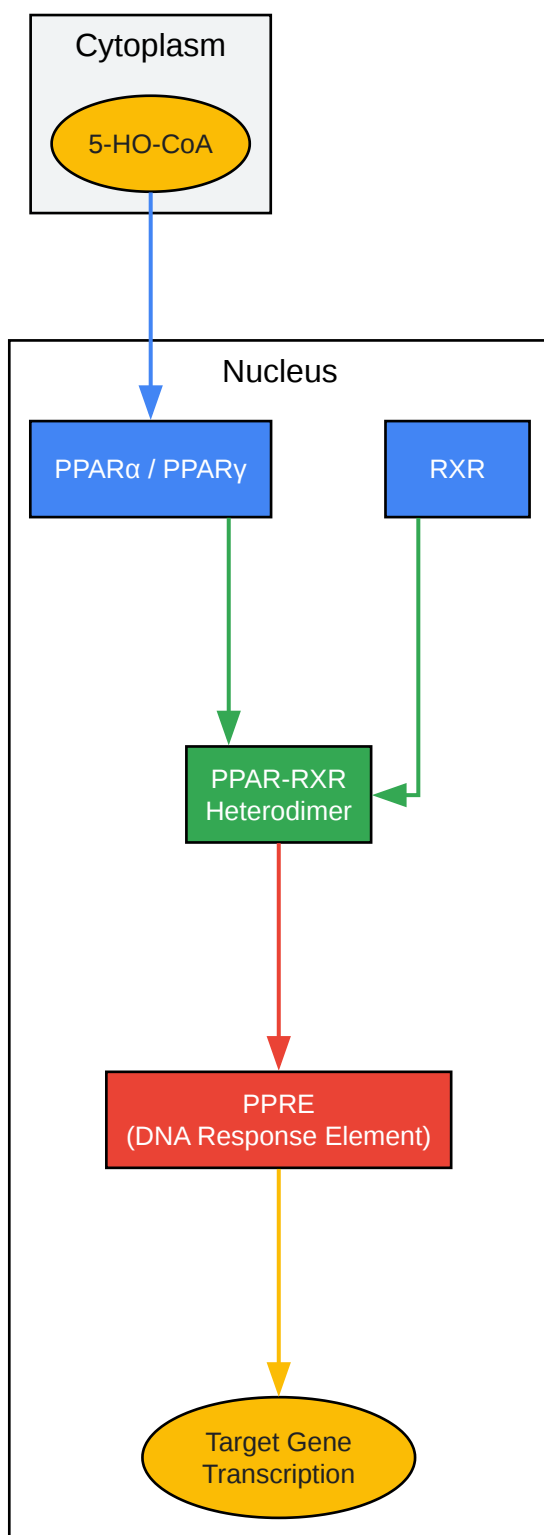 Cytoplasm
5-HO-CoA
Nucleus
PPARα / PPARγ
RXR
PPAR-RXR
Heterodimer
PPRE
(DNA Response Element)
Target Gene
Transcription